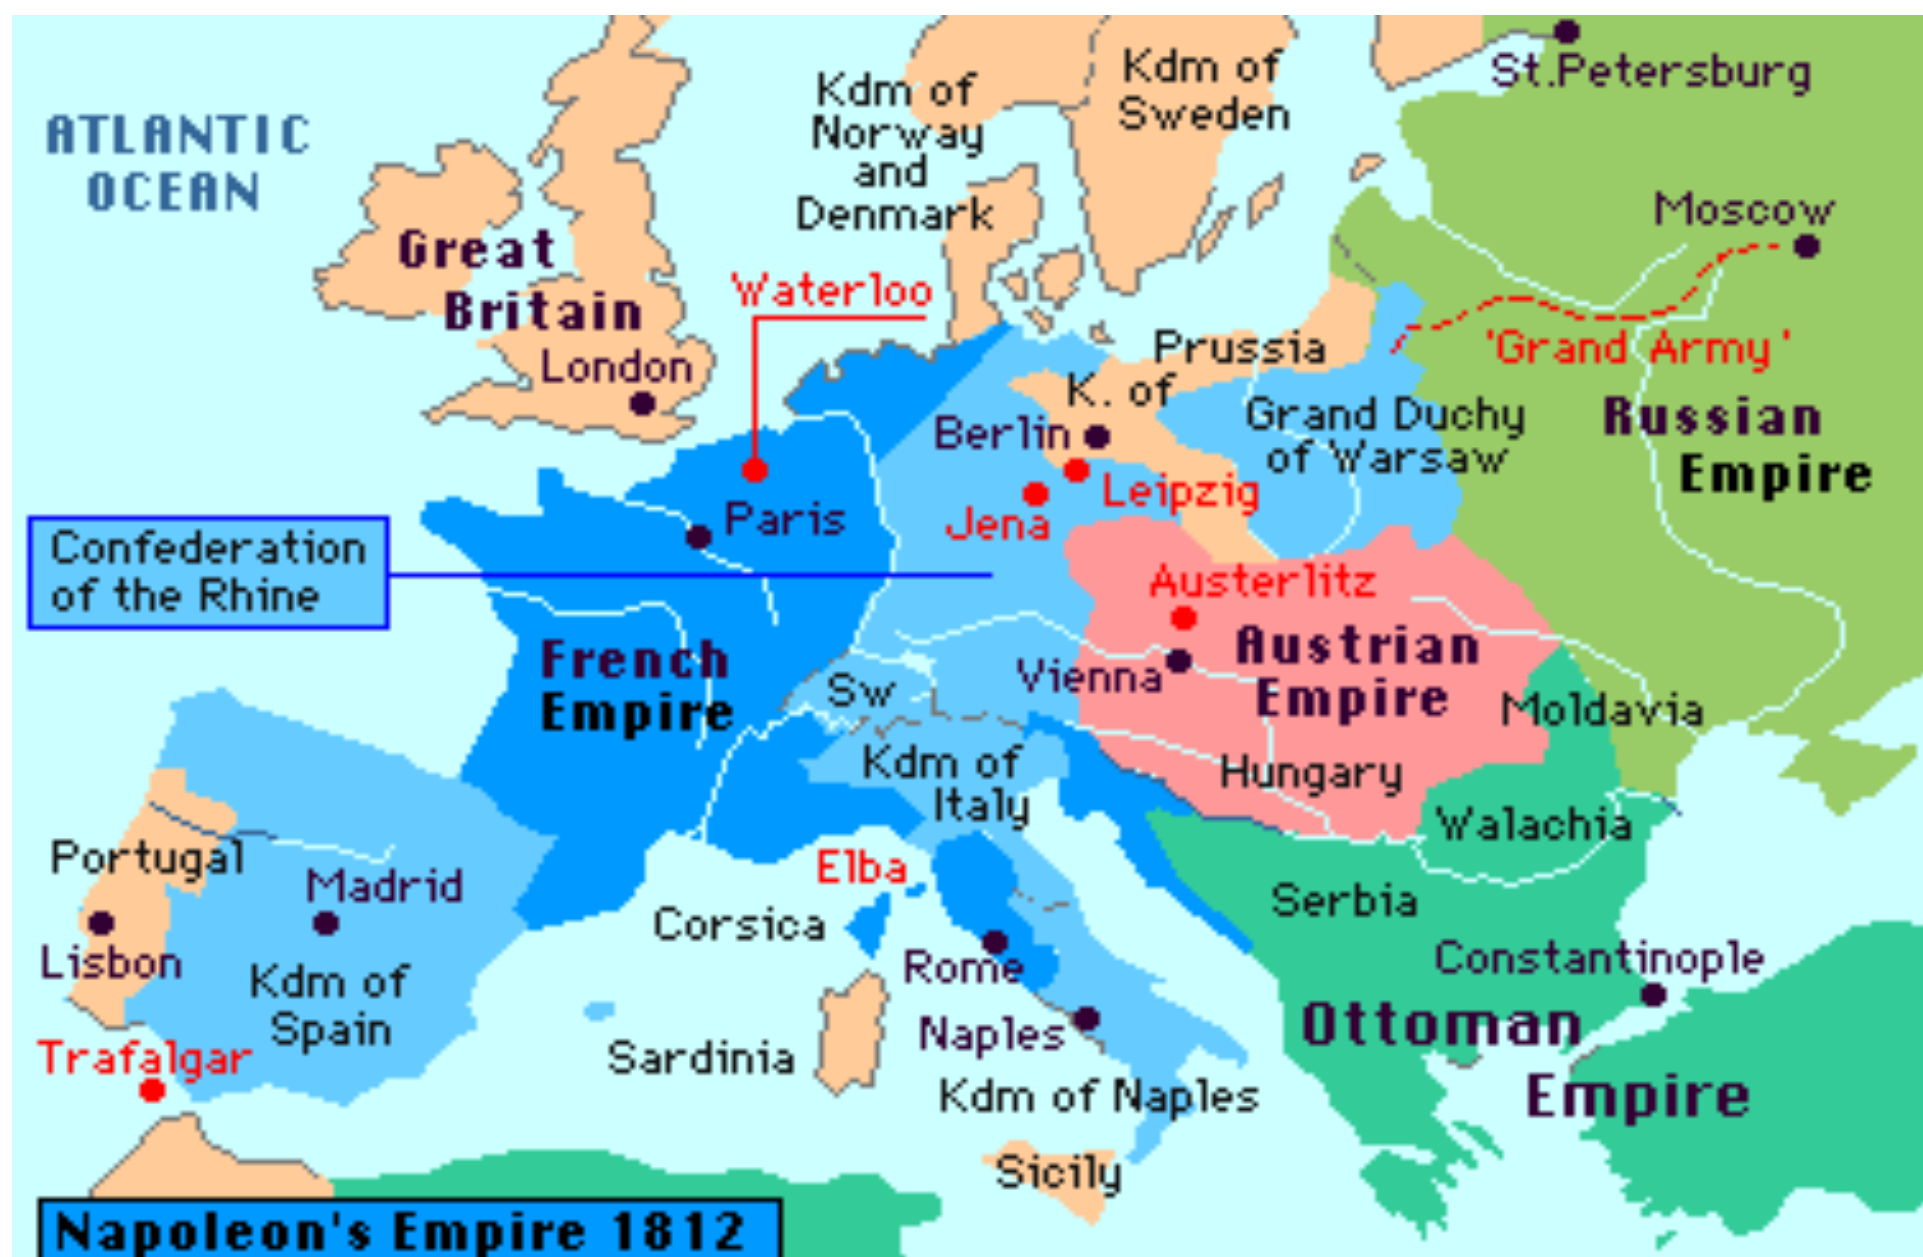 ATLANTIC
OCEAN
Great
Britain
London
Kdm of
Norway
and
Denmark
Kdm of
Sweden
St.Petersburg
Moscow
'Grand Army'
Russian
Empire
Waterloo
Prussia
K. of
Berlin
Leipzig
Jena
Grand Duchy
of Warsaw
Paris
Confederation
of the Rhine
French
Empire
Sw
Austerlitz
Vienna
Austrian
Empire
Hungary
Moldavia
Walachia
Serbia
Kdm of
Italy
Elba
Corsica
Rome
Naples
Kdm of Naples
Sardinia
Sicily
Portugal
Lisbon
Madrid
Kdm of
Spain
Trafalgar
Constantinople
Ottoman
Empire
Napoleon's Empire 1812